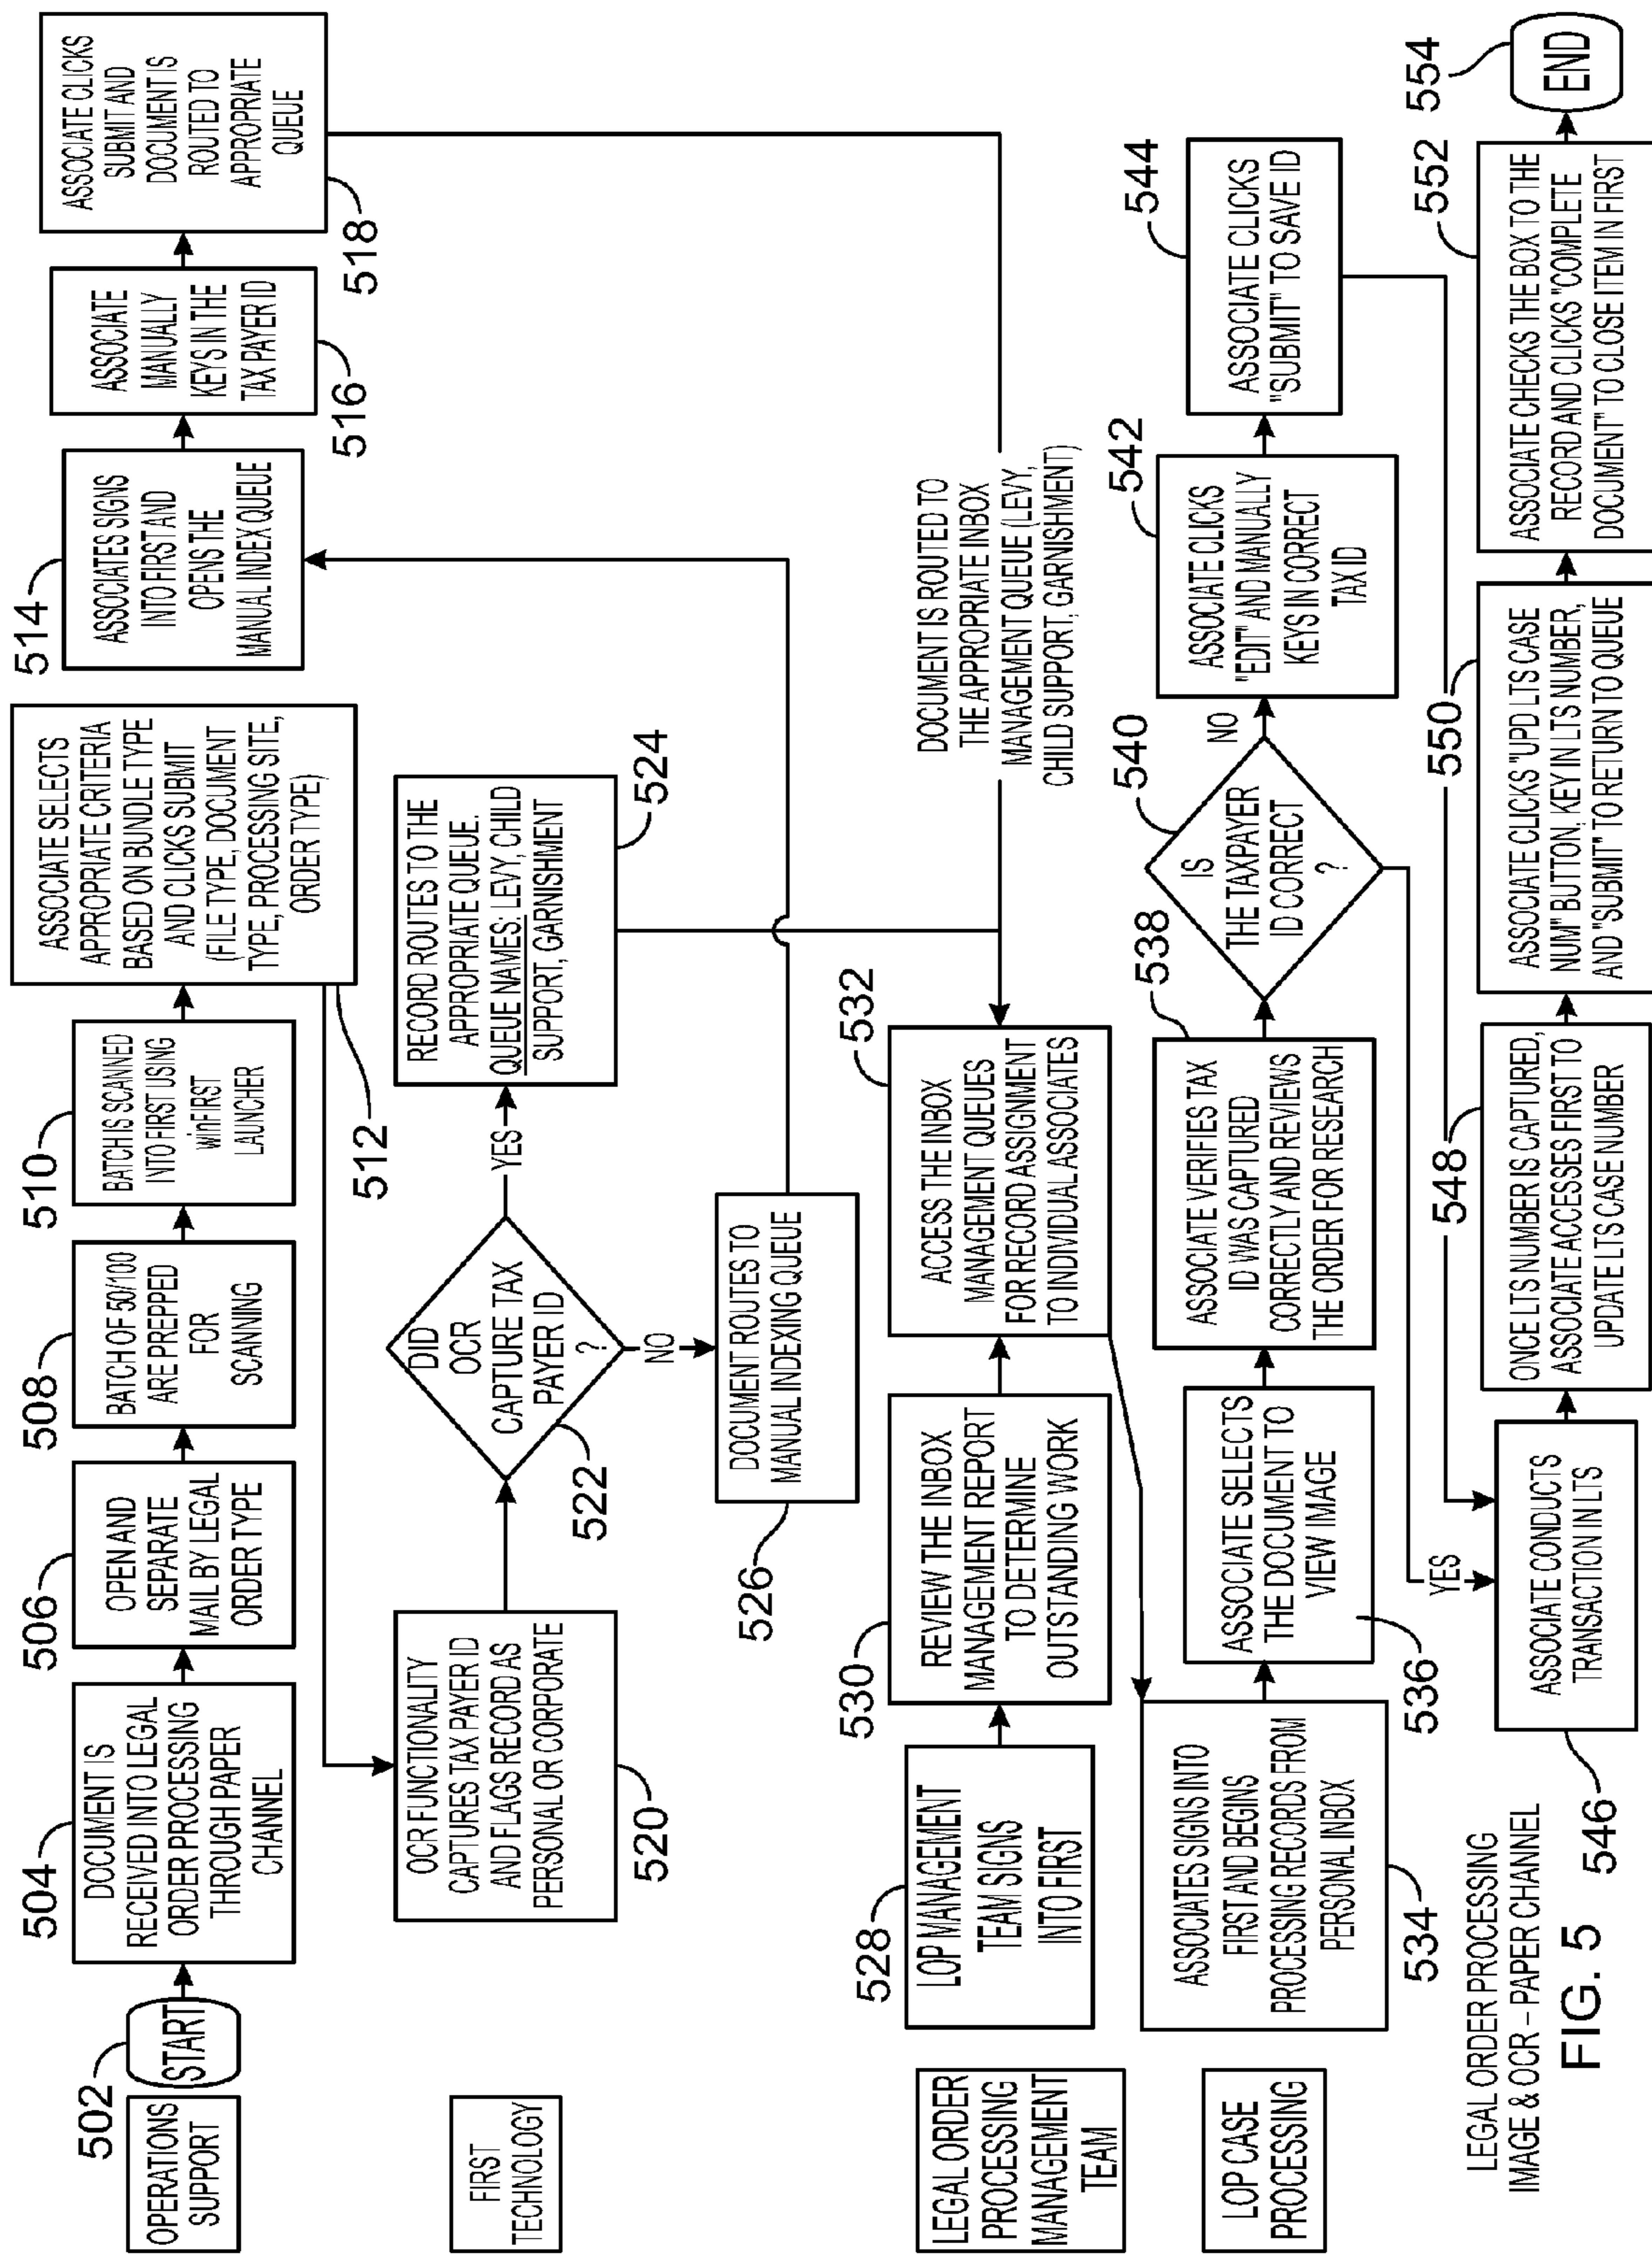 OPERATIONS
SUPPORT
502
START
504
DOCUMENT IS
RECEIVED INTO LEGAL
ORDER PROCESSING
THROUGH PAPER
CHANNEL
506
OPEN AND
SEPARATE
MAIL BY LEGAL
ORDER TYPE
508
BATCH OF 50/100
ARE PREPPED
FOR
SCANNING
510
BATCH IS SCANNED
INTO FIRST USING
winFIRST
LAUNCHER
512
ASSOCIATE SELECTS
APPROPRIATE CRITERIA
BASED ON BUNDLE TYPE
AND CLICKS SUBMIT
(FILE TYPE, DOCUMENT
TYPE, PROCESSING SITE,
ORDER TYPE)
514
ASSOCIATES SIGNS
INTO FIRST AND
OPENS THE
MANUAL INDEX QUEUE
516
ASSOCIATE
MANUALLY
KEYS IN THE
TAX PAYER ID
518
ASSOCIATE CLICKS
SUBMIT AND
DOCUMENT IS
ROUTED TO
APPROPRIATE
QUEUE
FIRST
TECHNOLOGY
OCR FUNCTIONALITY
CAPTURES TAX PAYER ID
AND FLAGS RECORD AS
PERSONAL OR CORPORATE
520
DID
OCR
CAPTURE TAX
PAYER ID
?
522
YES
NO
RECORD ROUTES TO THE
APPROPRIATE QUEUE.
QUEUE NAMES: LEVY, CHILD
SUPPORT, GARNISHMENT
524
DOCUMENT ROUTES TO
MANUAL INDEXING QUEUE
526
DOCUMENT IS ROUTED TO
THE APPROPRIATE INBOX
MANAGEMENT QUEUE (LEVY,
CHILD SUPPORT, GARNISHMENT)
LEGAL ORDER
PROCESSING
MANAGEMENT
TEAM
528
LOP MANAGEMENT
TEAM SIGNS
INTO FIRST
530
REVIEW THE INBOX
MANAGEMENT REPORT
TO DETERMINE
OUTSTANDING WORK
532
ACCESS THE INBOX
MANAGEMENT QUEUES
FOR RECORD ASSIGNMENT
TO INDIVIDUAL ASSOCIATES
LOP CASE
PROCESSING
ASSOCIATES SIGNS INTO
FIRST AND BEGINS
PROCESSING RECORDS FROM
PERSONAL INBOX
534
ASSOCIATE SELECTS
THE DOCUMENT TO
VIEW IMAGE
536
538
ASSOCIATE VERIFIES TAX
ID WAS CAPTURED
CORRECTLY AND REVIEWS
THE ORDER FOR RESEARCH
540
IS
THE TAXPAYER
ID CORRECT
?
NO
YES
542
ASSOCIATE CLICKS
"EDIT" AND MANUALLY
KEYS IN CORRECT
TAX ID
544
ASSOCIATE CLICKS
"SUBMIT" TO SAVE ID
ASSOCIATE CONDUCTS
TRANSACTION IN LTS
546
548
ONCE LTS NUMBER IS CAPTURED,
ASSOCIATE ACCESSES FIRST TO
UPDATE LTS CASE NUMBER
550
ASSOCIATE CLICKS "UPD LTS CASE
NUM" BUTTON, KEY IN LTS NUMBER,
AND "SUBMIT" TO RETURN TO QUEUE
552
ASSOCIATE CHECKS THE BOX TO THE
RECORD AND CLICKS "COMPLETE
DOCUMENT" TO CLOSE ITEM IN FIRST
554
END
LEGAL ORDER PROCESSING
IMAGE & OCR – PAPER CHANNEL
FIG. 5